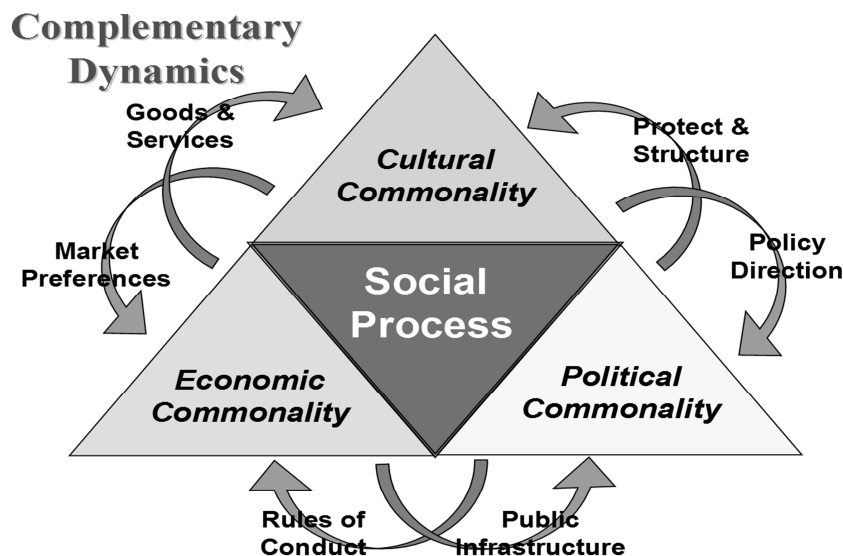 Complementary
Dynamics
Goods &
Services
Protect &
Structure
Cultural
Commonality
Market
Preferences
Policy
Direction
Social
Process
Economic
Commonality
Political
Commonality
Rules of
Conduct
Public
Infrastructure